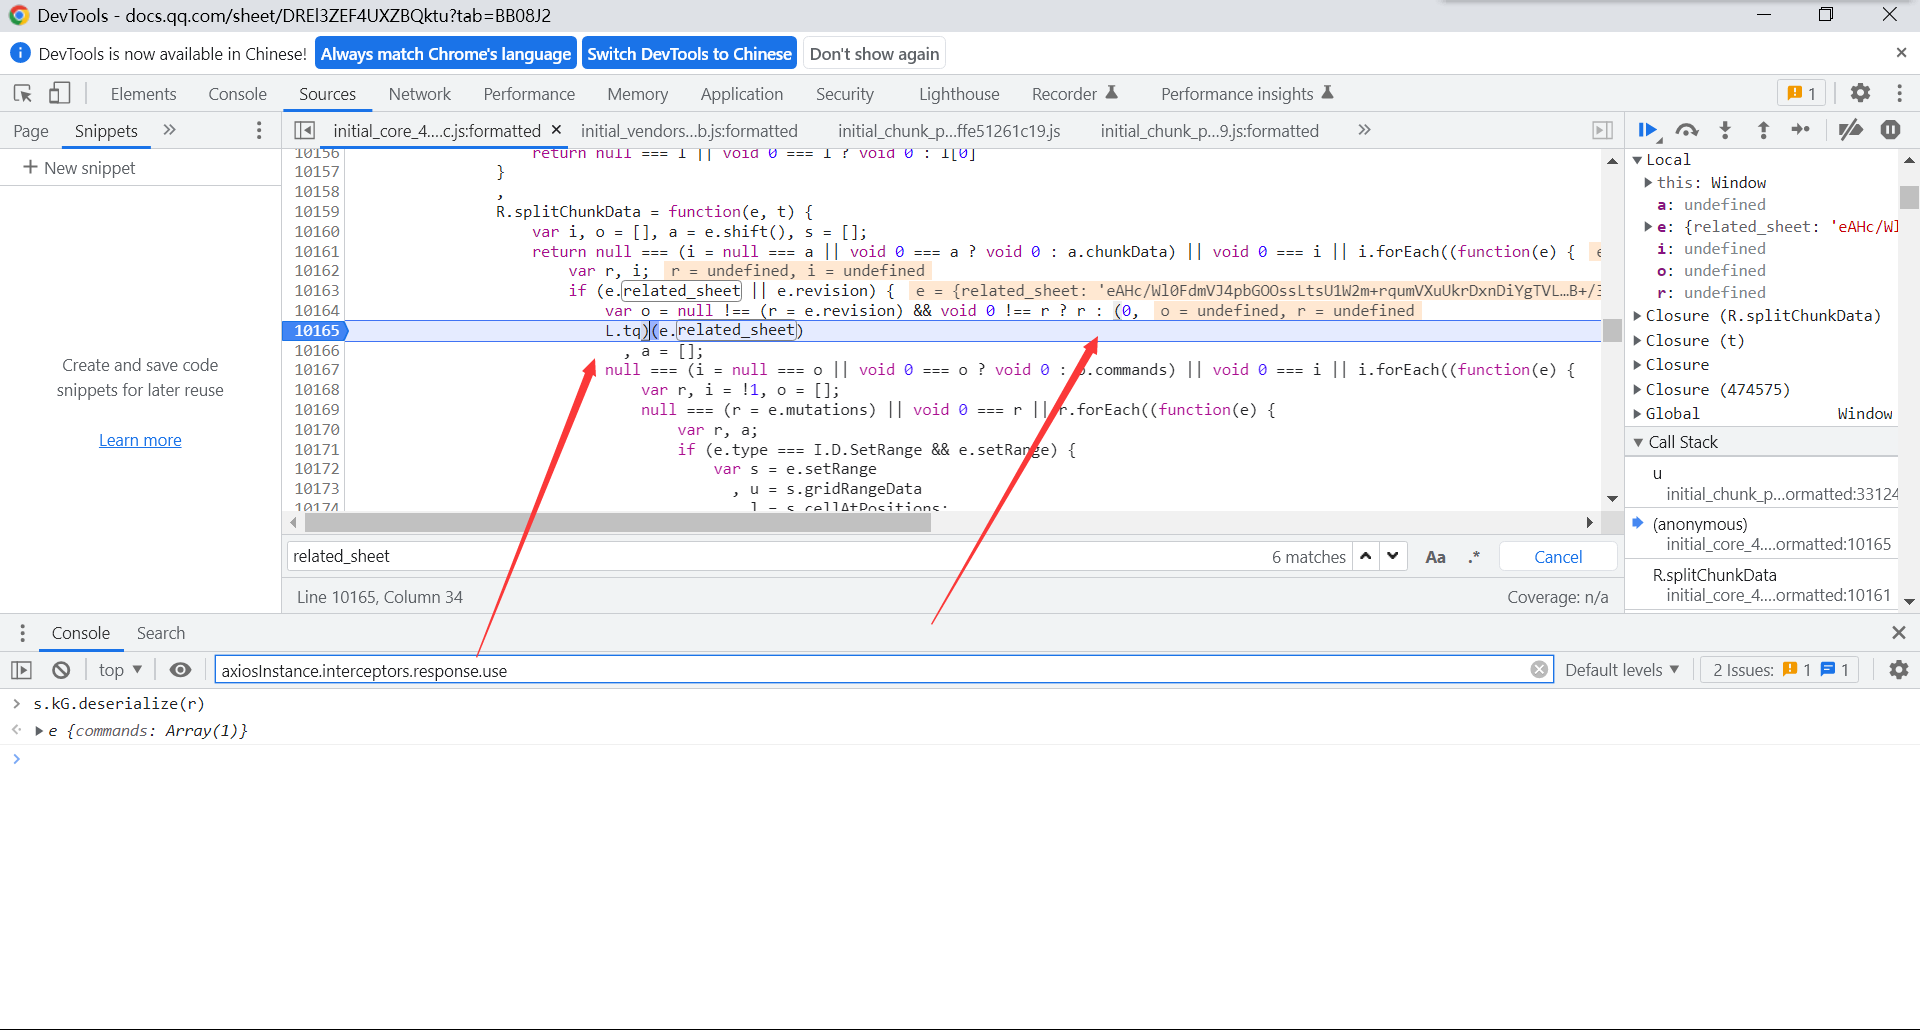 DevTools - docs.qq.com/sheet/DREl3ZEF4UXZBQktu?tab=BB08J2
DevTools is now available in Chinese! Always match Chrome's language Switch DevTools to Chinese Don't show again
Elements Console Sources Network Performance Memory Application Security Lighthouse Recorder Performance insights 1
Page Snippets
initial_core_4....c.js:formatted initial_vendors...b.js:formatted initial_chunk_p...ffe51261c19.js initial_chunk_p...9.js:formatted
New snippet
Create and save code
snippets for later reuse
Learn more
10156 return null === l || void 0 === l ? void 0 : l[0]
10157 }
10158 ,
10159 R.splitChunkData = function(e, t) {
10160 var i, o = [], a = e.shift(), s = [];
10161 return null === (i = null === a || void 0 === a ? void 0 : a.chunkData) || void 0 === i || i.forEach((function(e) {
10162 var r, i; r = undefined, i = undefined
10163 if (e.related_sheet || e.revision) { e = {related_sheet: 'eAHc/Wl0FdmVJ4pbGOOssLtsU1W2m+rqumVXuUkrDxnDiYgTVL…B+/3
10164 var o = null !== (r = e.revision) && void 0 !== r ? r : (0, o = undefined, r = undefined
10165 L.tq)(e.related_sheet)
10166 , a = [];
10167 null === (i = null === o || void 0 === o ? void 0 : o.commands) || void 0 === i || i.forEach((function(e) {
10168 var r, i = !1, o = [];
10169 null === (r = e.mutations) || void 0 === r || r.forEach((function(e) {
10170 var r, a;
10171 if (e.type === I.D.SetRange && e.setRange) {
10172 var s = e.setRange
10173 , u = s.gridRangeData
10174 , l = s.cellAtPositions;
related_sheet 6 matches Aa .* Cancel
Line 10165, Column 34 Coverage: n/a
Local
this: Window
a: undefined
e: {related_sheet: 'eAHc/Wl
i: undefined
o: undefined
r: undefined
Closure (R.splitChunkData)
Closure (t)
Closure
Closure (474575)
Global Window
Call Stack
u
initial_chunk_p...ormatted:33124
(anonymous)
initial_core_4....ormatted:10165
R.splitChunkData
initial_core_4....ormatted:10161
Console Search
top axiosInstance.interceptors.response.use Default levels 2 Issues: 1 1
s.kG.deserialize(r)
e {commands: Array(1)}